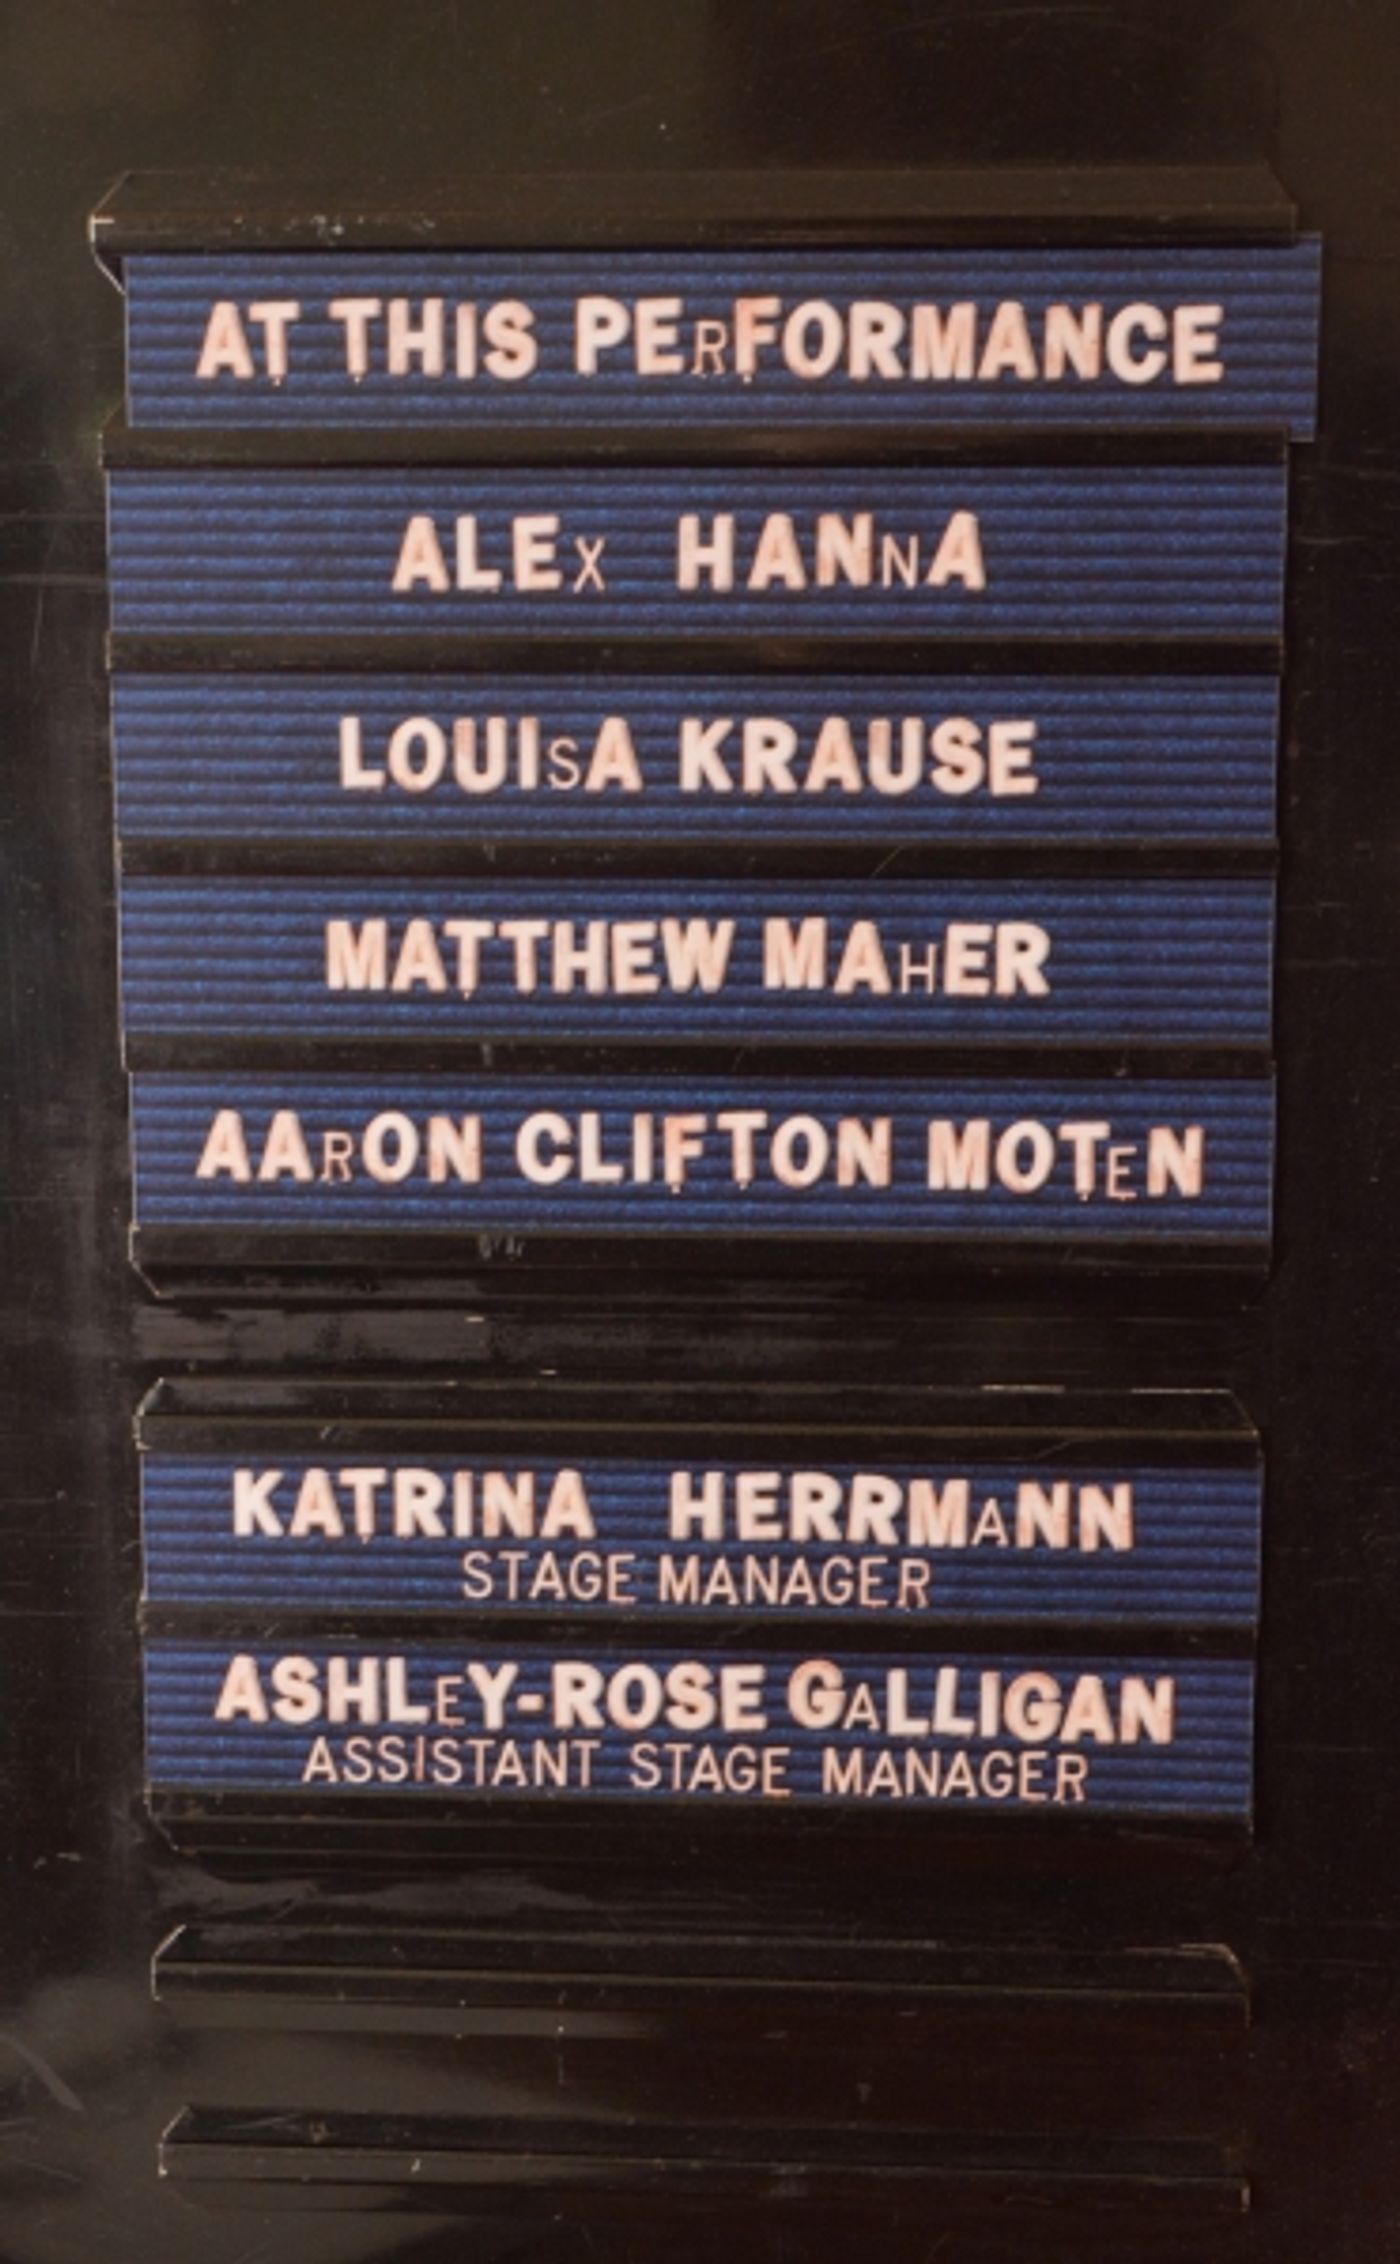 AT THIS PERFORMANCE
ALEX HANNA
LOUISA KRAUSE
MATTHEW MAHER
AARON CLIFTON MOTEN
KATRINA HERRMANN
STAGE MANAGER
ASHLEY-ROSE GALLIGAN
ASSISTANT STAGE MANAGER